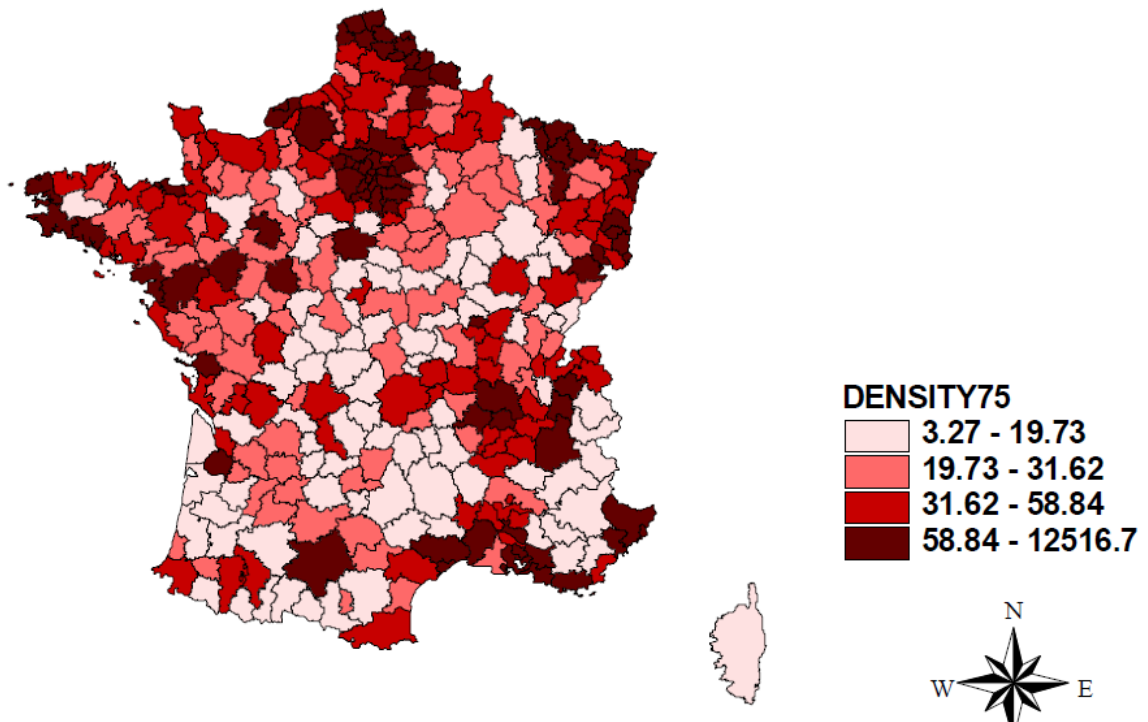 DENSITY75
3.27 - 19.73
19.73 - 31.62
31.62 - 58.84
58.84 - 12516.7
N
W E